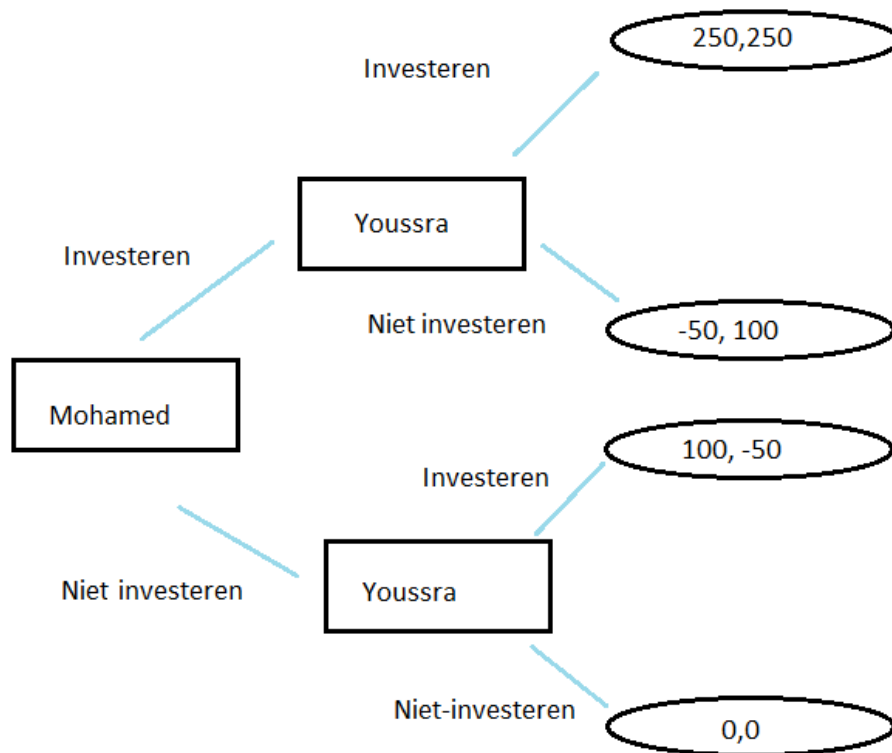 250,250
Investeren
Youssra
Investeren
Niet investeren
-50, 100
Mohamed
100, -50
Investeren
Niet investeren
Youssra
Niet-investeren
0,0